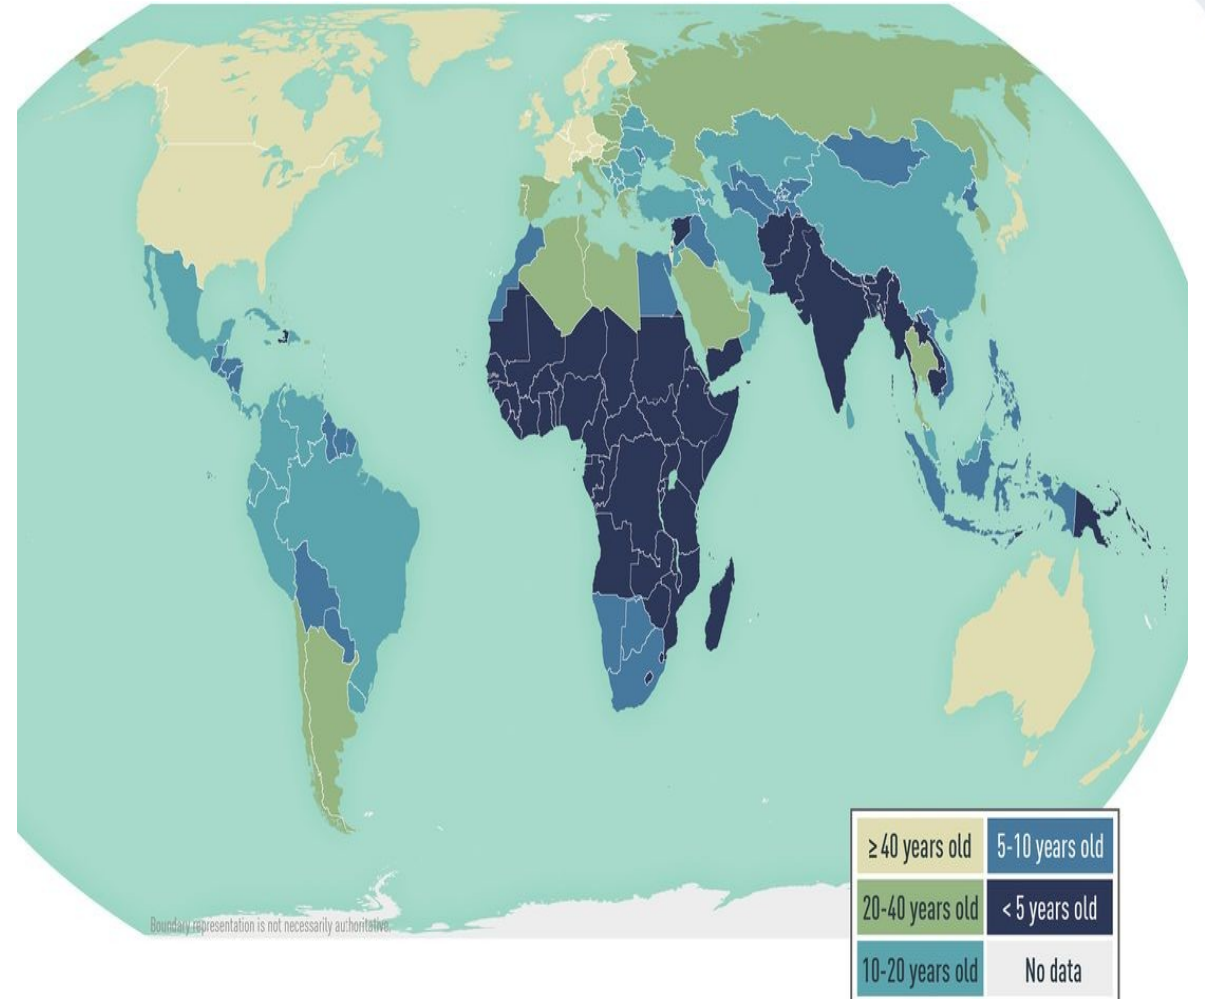 Boundary representation is not necessarily authoritative.
≥ 40 years old
5-10 years old
20-40 years old
< 5 years old
10-20 years old
No data